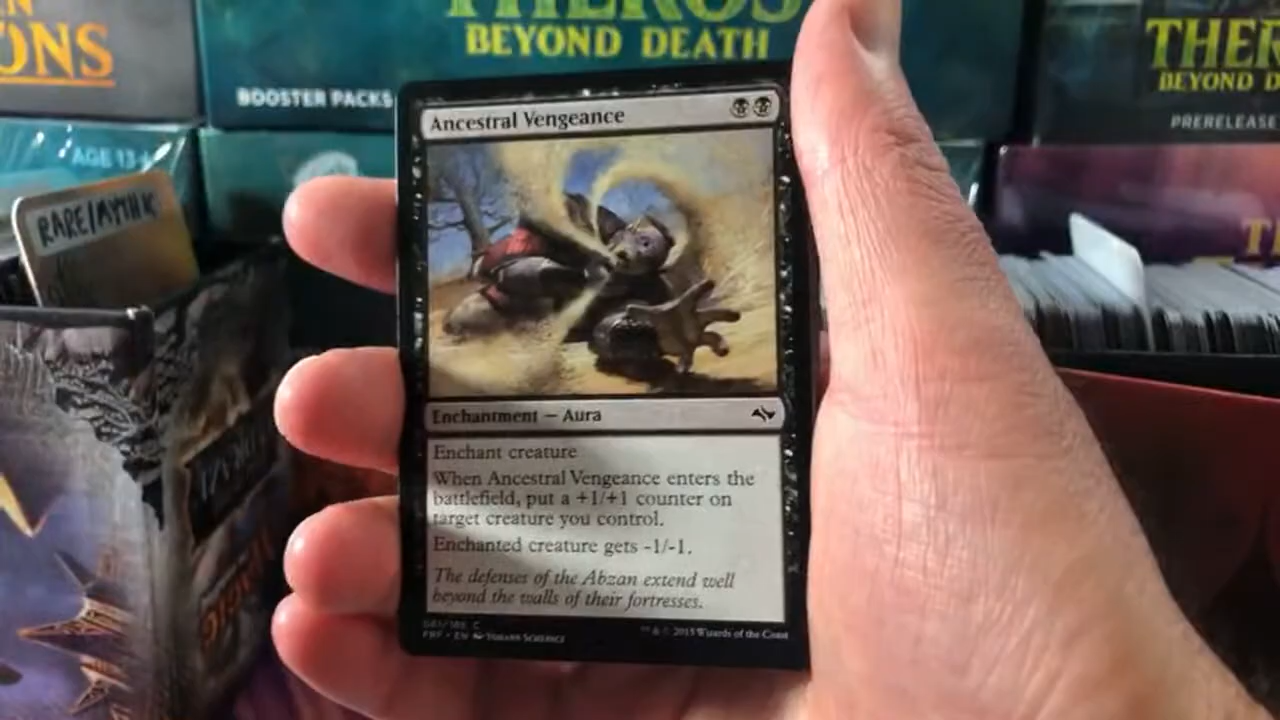 ONS
THEROS
BEYOND DEATH
BOOSTER PACKS
THER
BEYOND D
PRERELEASE
AGE 13+
RARE/MYTHIC
Ancestral Vengeance
Enchantment — Aura
Enchant creature
When Ancestral Vengeance enters the
battlefield, put a +1/+1 counter on
target creature you control.
Enchanted creature gets -1/-1.
The defenses of the Abzan extend well
beyond the walls of their fortresses.
FRF • EN
™ & © 2015 Wizards of the Coast